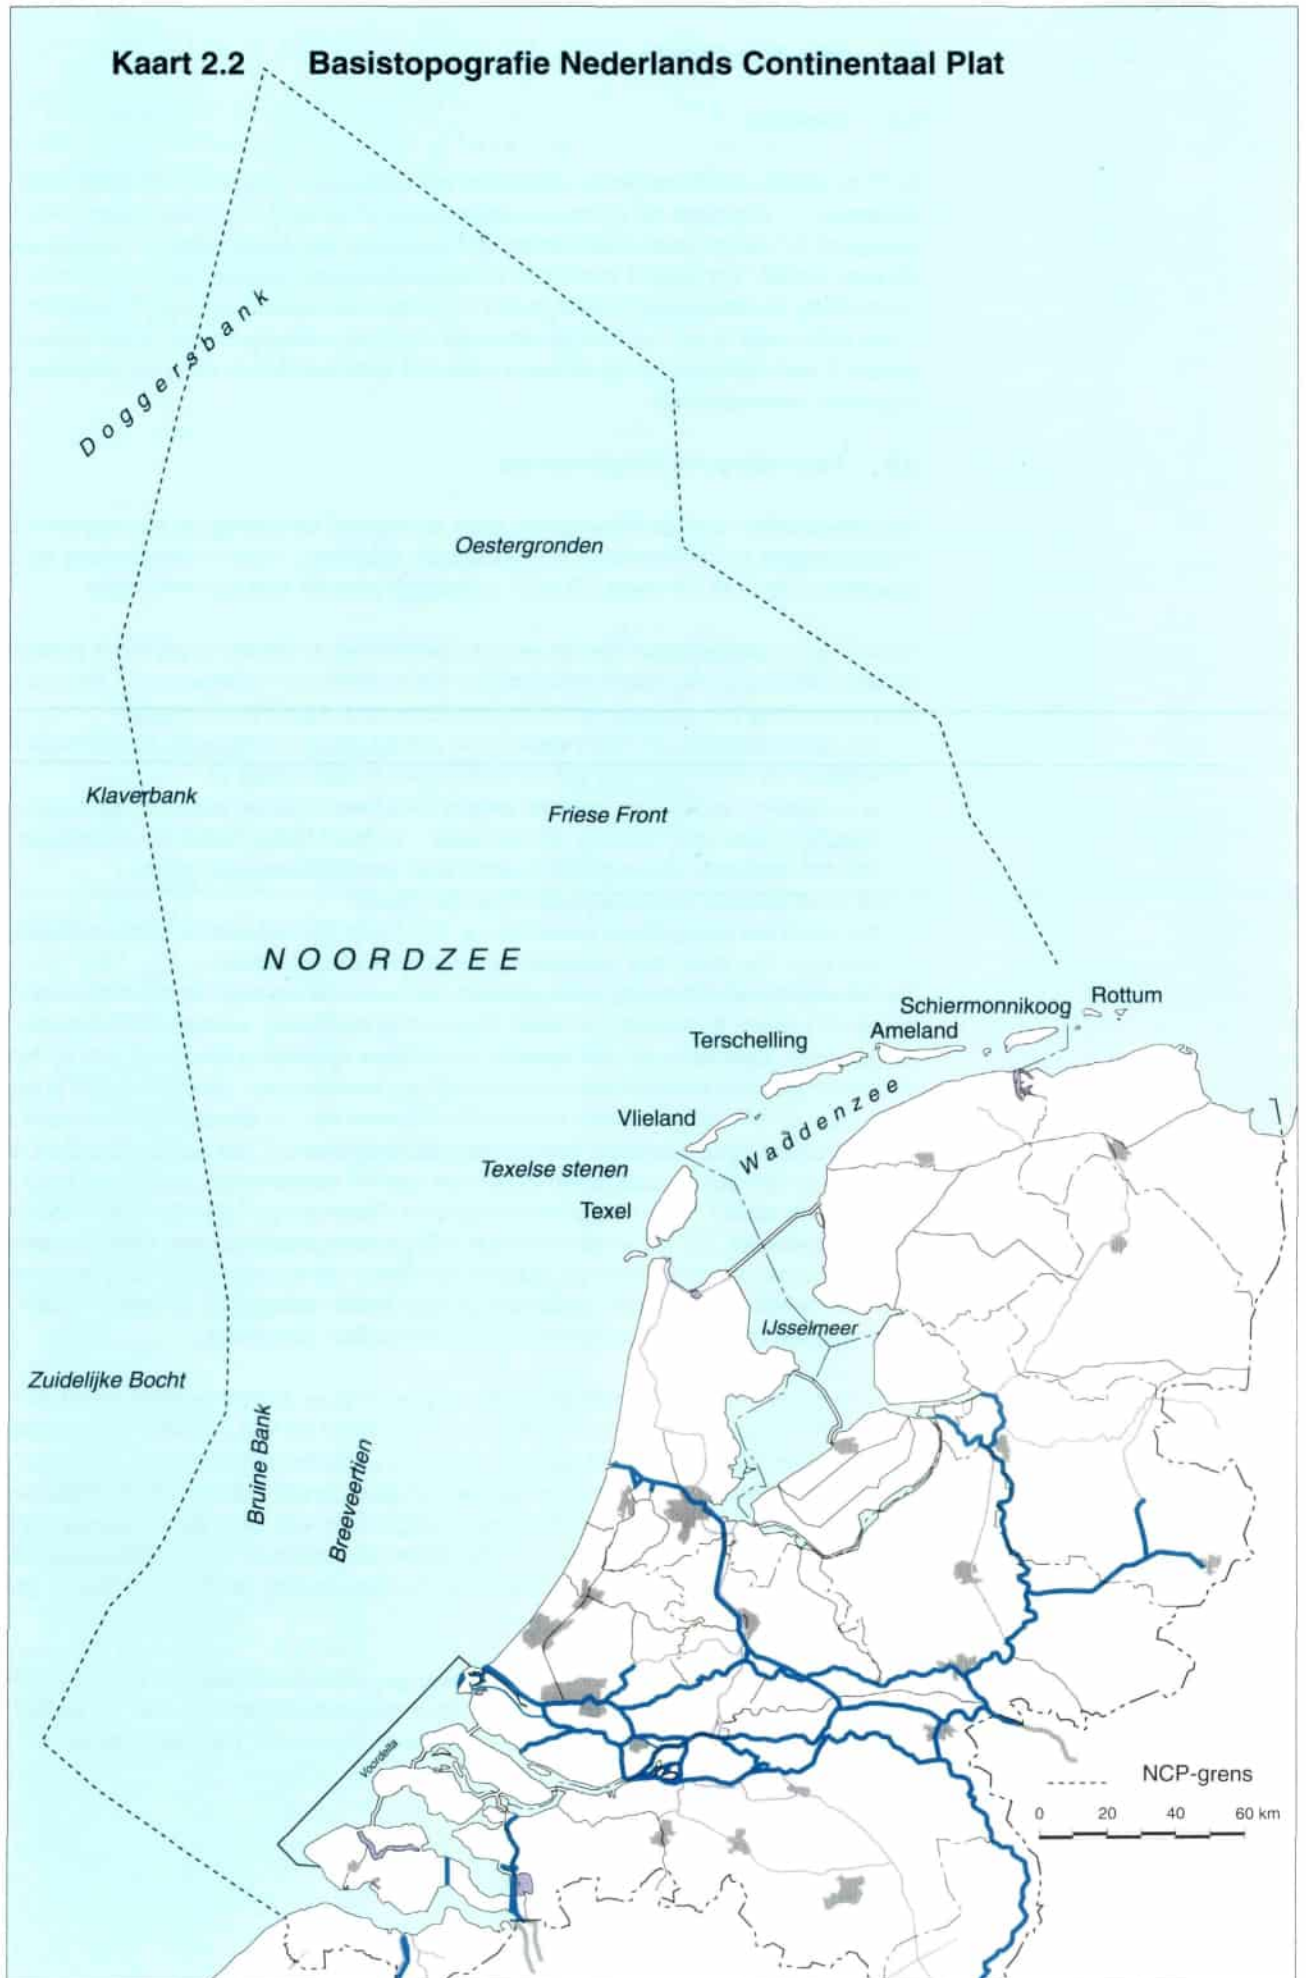 Kaart 2.2 Basistopografie Nederlands Continentaal Plat
Doggersbank
Oestergronden
Klaverbank
Friese Front
NOORDZEE
Rottum
Schiermonnikoog
Ameland
Terschelling
Waddenzee
Vlieland
Texelse stenen
Texel
IJsselmeer
Zuidelijke Bocht
Bruine Bank
Breeveertien
Voordelta
NCP-grens
0 20 40 60 km